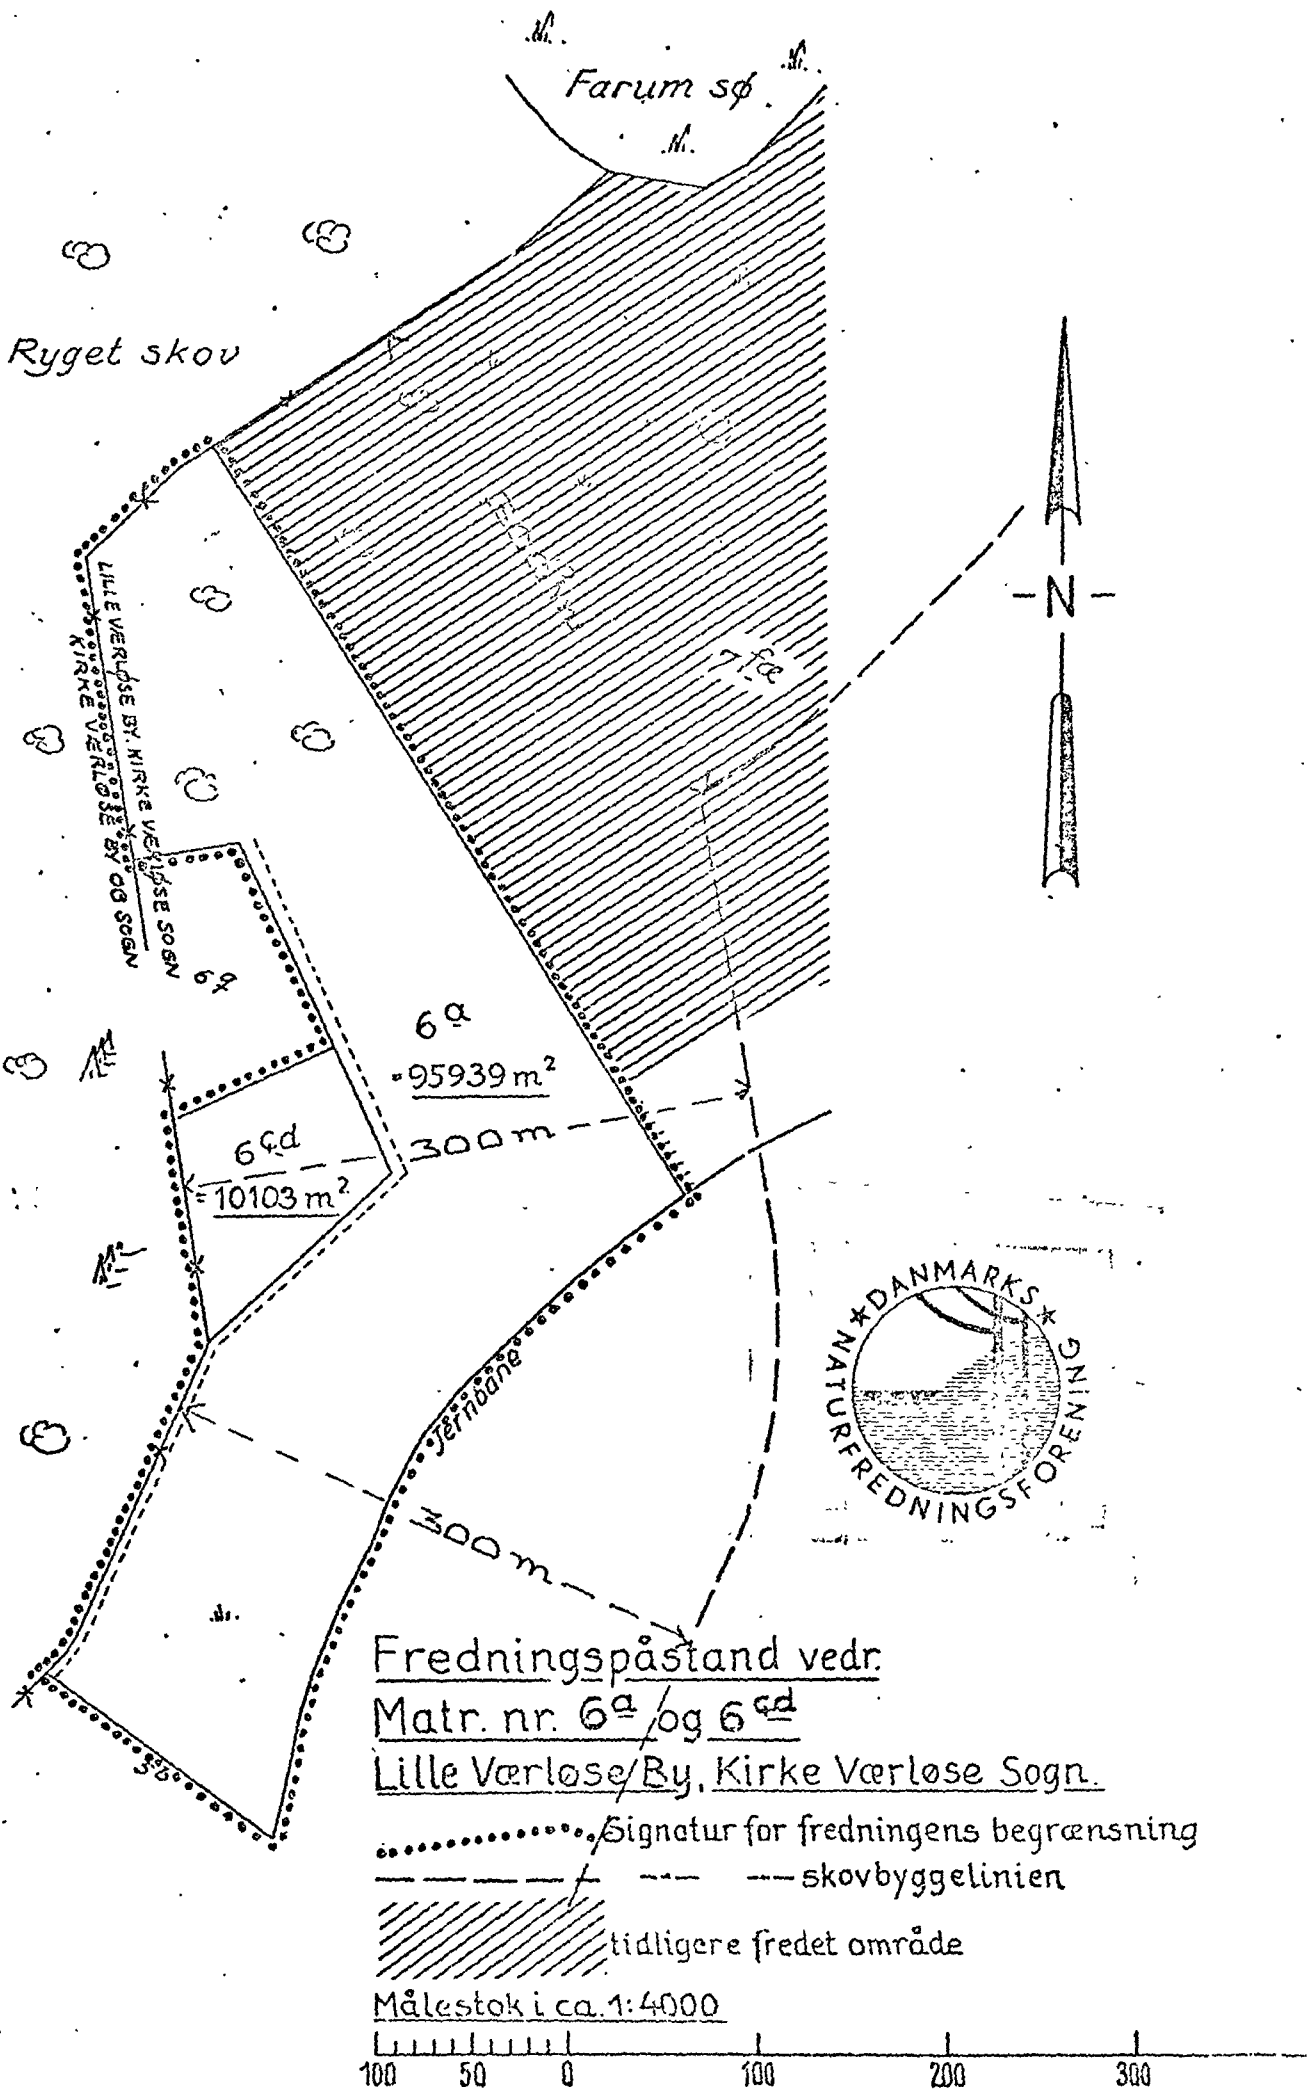 Farum sø
Ryget skov
LILLE VÆRLØSE BY. KIRKE VÆRLØSE SOGN
KIRKE VÆRLØSE BY OG SOGN
7 fæ
-N-
6 a
=95939 m²
6 çd
=10103 m²
300 m
Jernbane
★ DANMARKS ★ NATURFREDNINGSFORENING
300 m
Fredningspåstand vedr.
Matr. nr. 6a og 6çd
Lille Værløse By, Kirke Værløse Sogn.
Signatur for fredningens begrænsning
skovbyggelinien
tidligere fredet område
Målestok i ca. 1:4000
100 50 0 100 200 300